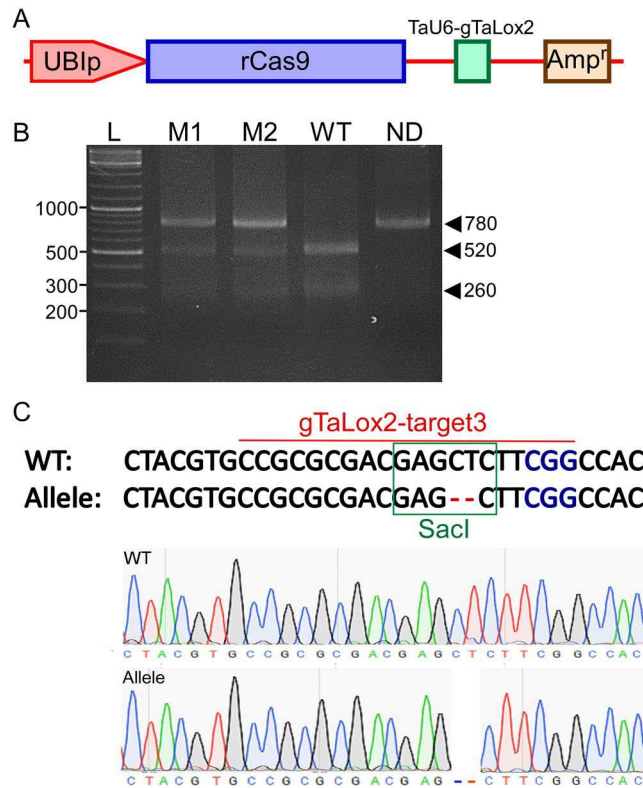 A
TaU6-gTaLox2
UBIp rCas9 Ampʳ
B
L M1 M2 WT ND
1000
780
500
520
300
260
200
C
gTaLox2-target3
WT: CTACGTGCCGCGCGACGAGCTCTTCGGCCAC
Allele: CTACGTGCCGCGCGACGAG--CTTCGGCCAC
SacI
WT
C T A C G T G C C G C G C G A C G A G C T C T T C G G C C A C
Allele
C T A C G T G C C G C G C G A C G A G -- C T T C G G C C A C